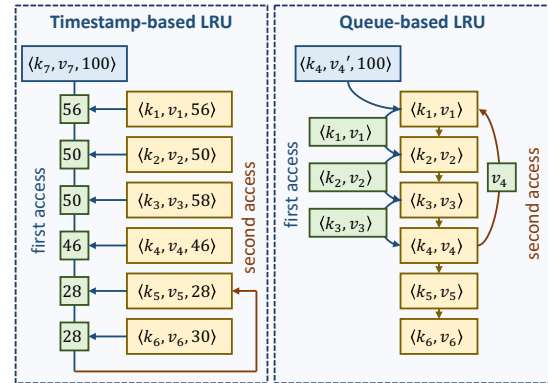 Timestamp-based LRU
⟨k₇, v₇, 100⟩
first access
56
⟨k₁, v₁, 56⟩
50
⟨k₂, v₂, 50⟩
50
⟨k₃, v₃, 58⟩
46
⟨k₄, v₄, 46⟩
28
⟨k₅, v₅, 28⟩
28
⟨k₆, v₆, 30⟩
second access
Queue-based LRU
⟨k₄, v₄′, 100⟩
first access
⟨k₁, v₁⟩
⟨k₁, v₁⟩
⟨k₂, v₂⟩
⟨k₂, v₂⟩
⟨k₃, v₃⟩
⟨k₃, v₃⟩
⟨k₄, v₄⟩
⟨k₅, v₅⟩
⟨k₆, v₆⟩
v₄
second access